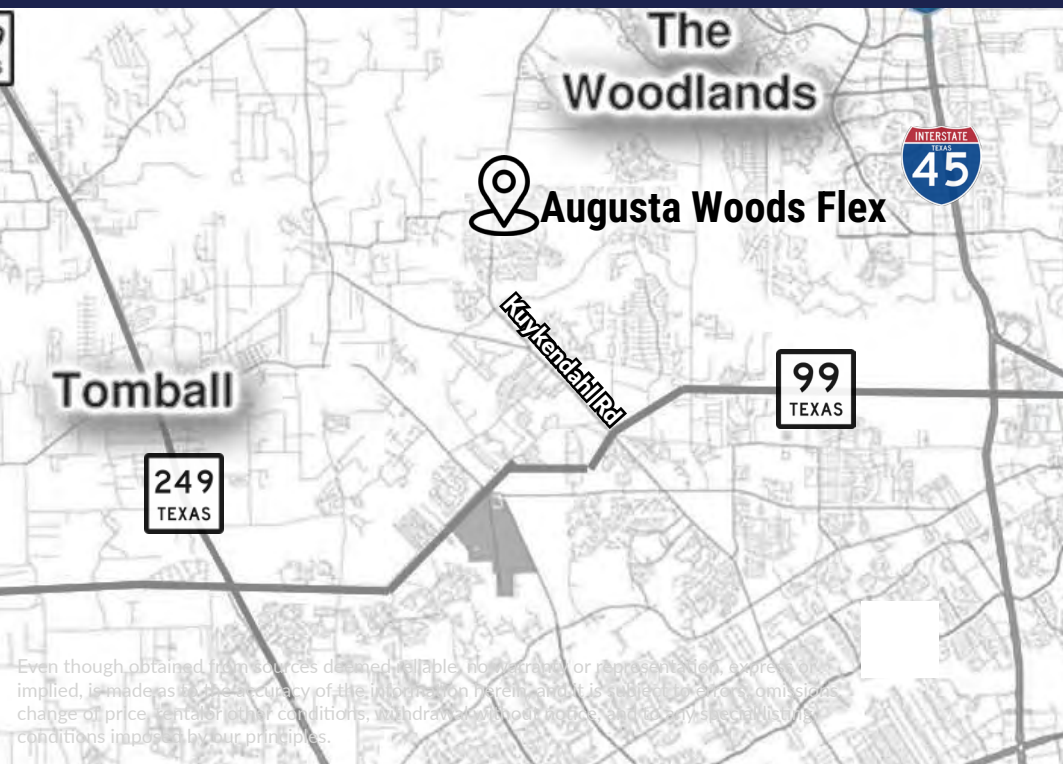 The
Woodlands
INTERSTATE
TEXAS
45
Augusta Woods Flex
Kuykendahl Rd
99
TEXAS
Tomball
249
TEXAS
Even though obtained from sources deemed reliable, no warranty or representation, express or
implied, is made as to the accuracy of the information herein, and it is subject to errors, omissions,
change of price, rental or other conditions, withdrawal without notice, and to any special listing
conditions imposed by our principles.